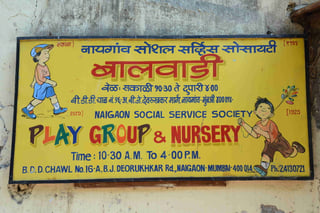 नायगाँव सोशल सर्व्हिस सोसायटी
बालवाडी
वेळ: सकाळी १०:३० ते दुपारी ४:००
NAIGAON SOCIAL SERVICE SOCIETY
PLAY GROUP & NURSERY
Time: 10:30 A.M. To 4:00 P.M.
B.D.D CHAWL No.16-A, B.J. DEORUKHKAR Rd., NAIGAON-MUMBAI-400 014. Ph: 24130721